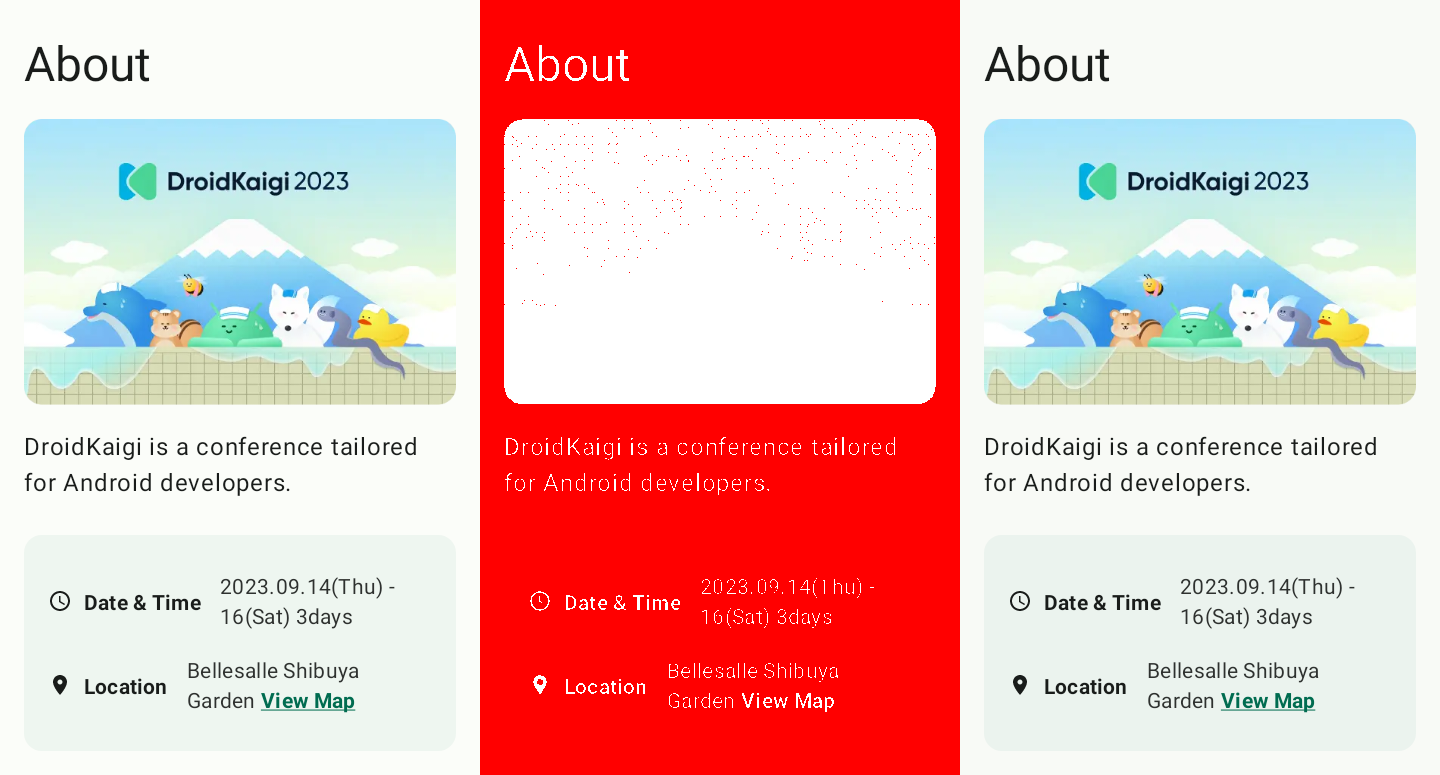 About
DroidKaigi 2023
DroidKaigi is a conference tailored
for Android developers.
Date & Time
2023.09.14(Thu) -
16(Sat) 3days
Location
Bellesalle Shibuya
Garden View Map
About
DroidKaigi is a conference tailored
for Android developers.
Date & Time
2023.09.14(Thu) -
16(Sat) 3days
Location
Bellesalle Shibuya
Garden View Map
About
DroidKaigi 2023
DroidKaigi is a conference tailored
for Android developers.
Date & Time
2023.09.14(Thu) -
16(Sat) 3days
Location
Bellesalle Shibuya
Garden View Map